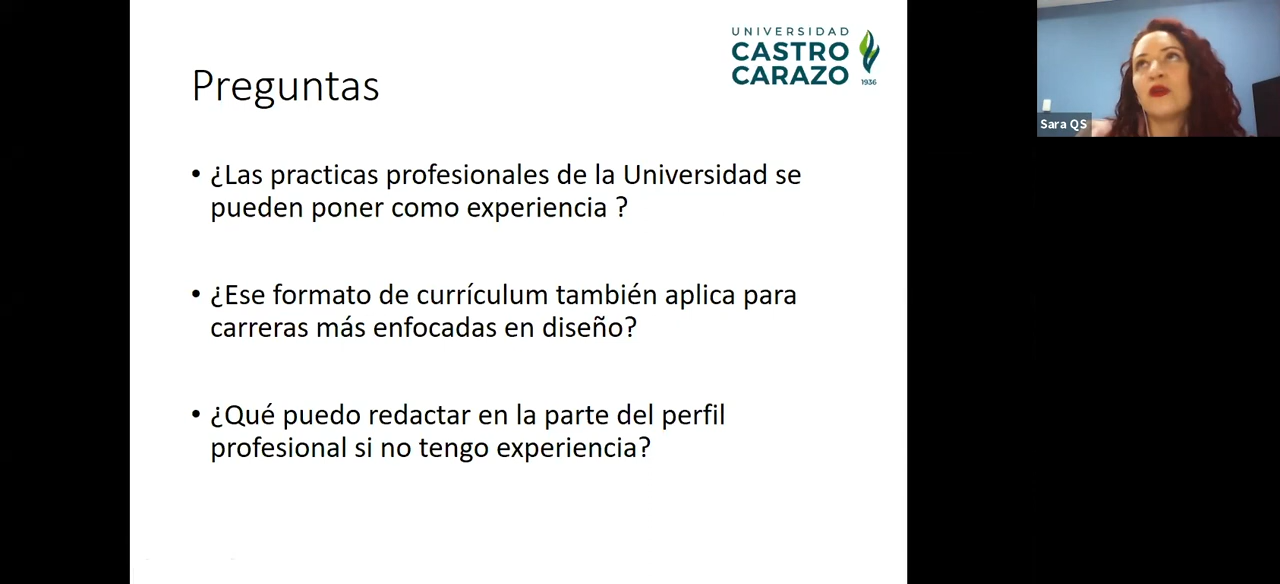 UNIVERSIDAD
CASTRO
CARAZO
1936
Preguntas
• ¿Las practicas profesionales de la Universidad se
pueden poner como experiencia ?
• ¿Ese formato de currículum también aplica para
carreras más enfocadas en diseño?
• ¿Qué puedo redactar en la parte del perfil
profesional si no tengo experiencia?
Sara QS